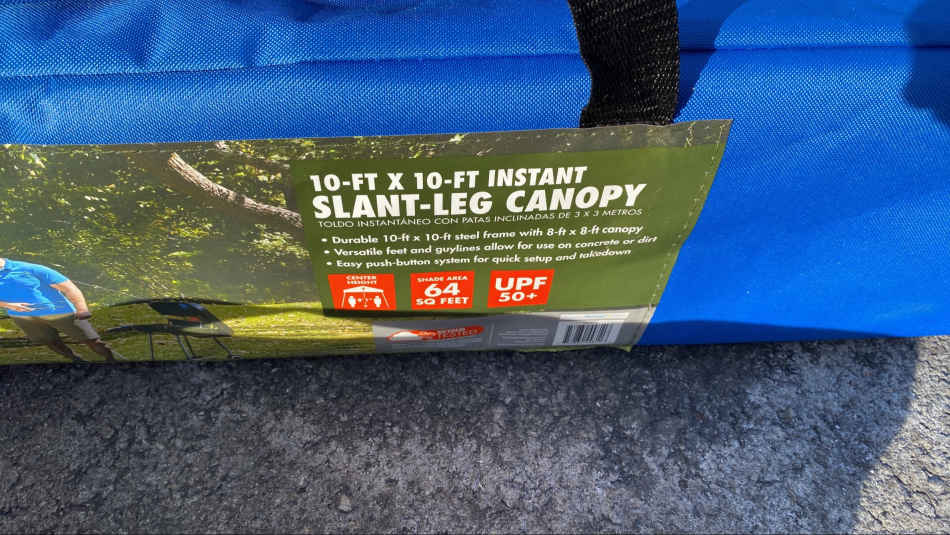 10-FT X 10-FT INSTANT
SLANT-LEG CANOPY
TOLDO INSTANTÁNEO CON PATAS INCLINADAS DE 3 X 3 METROS
• Durable 10-ft x 10-ft steel frame with 8-ft x 8-ft canopy
• Versatile feet and guylines allow for use on concrete or dirt
• Easy push-button system for quick setup and takedown
CENTER
HEIGHT
SHADE AREA
64
SQ FEET
UPF
50+